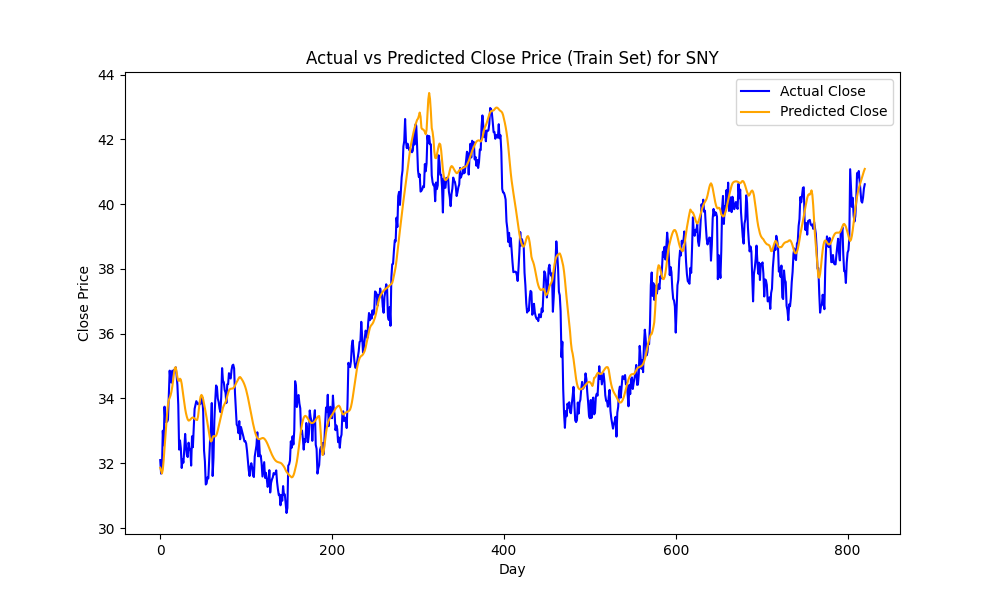 Actual vs Predicted Close Price (Train Set) for SNY
Actual Close
Predicted Close
44
42
40
38
36
34
32
30
Close Price
0 200 400 600 800
Day